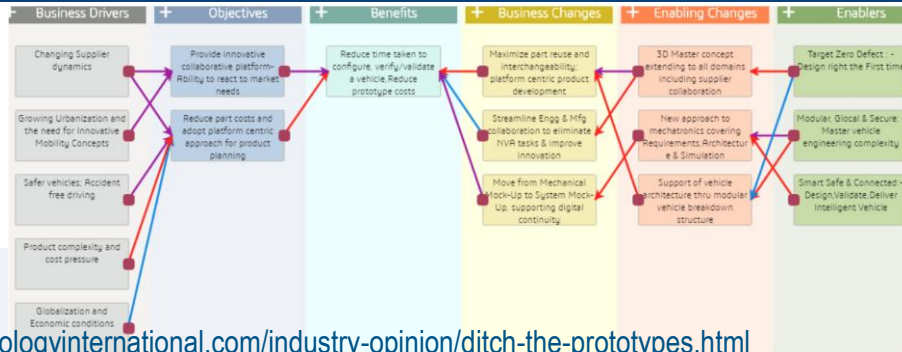 + Business Drivers
+ Objectives
+ Benefits
+ Business Changes
+ Enabling Changes
+ Enablers
Changing Supplier
dynamics
Growing Urbanization and
the need for Innovative
Mobility Concepts
Safer vehicles; Accident
free driving
Product complexity and
cost pressure
Globalization and
Economic conditions
Provide innovative
collaborative platform-
Ability to react to market
needs
Reduce part costs and
adopt platform centric
approach for product
planning
Reduce time taken to
configure, verify/validate
a vehicle,Reduce
prototype costs
Maximize part reuse and
interchangeability;
platform centric product
development
Streamline Engg & Mfg
collaboration to eliminate
NVA tasks & improve
innovation
Move from Mechanical
Mock-Up to System Mock-
Up, supporting digital
continuity
3D Master concept
extending to all domains
including supplier
collaboration
New approach to
mechatronics covering
Requirements,Architectur
e & Simulation
Support of vehicle
architecture thru modular
vehicle breakdown
structure
Target Zero Defect : -
Design right the First time
Modular, Glocal & Secure:
Master vehicle
engineering complexity
Smart Safe & Connected:-
Design,Validate,Deliver
Intelligent Vehicle
ologyinternational.com/industry-opinion/ditch-the-prototypes.html